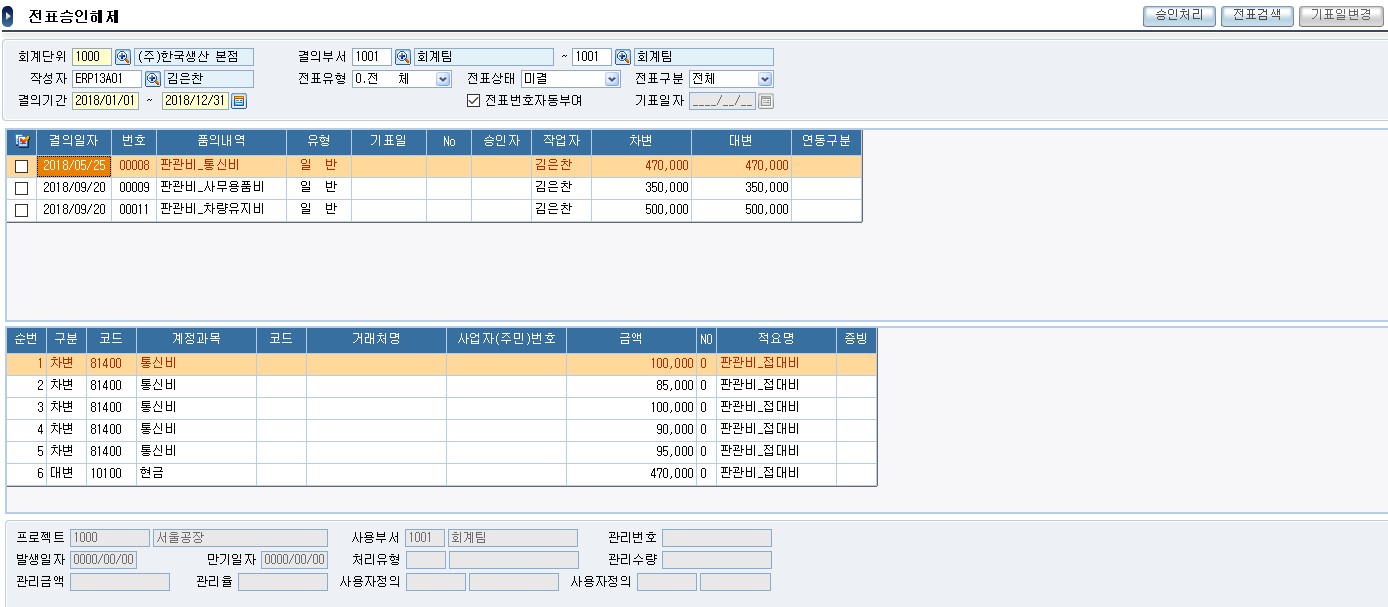 전표승인해제 승인처리 전표검색 기표일변경
회계단위 1000 (주)한국생산 본점 결의부서 1001 회계팀 ~ 1001 회계팀
작성자 ERP13A01 김은찬 전표유형 0.전 체 전표상태 미결 전표구분 전체
결의기간 2018/01/01 ~ 2018/12/31 전표번호자동부여 기표일자 ____/__/__
결의일자 번호 품의내역 유형 기표일 No 승인자 작업자 차변 대변 연동구분
2018/05/25 00008 판관비_통신비 일 반 김은찬 470,000 470,000
2018/09/20 00009 판관비_사무용품비 일 반 김은찬 350,000 350,000
2018/09/20 00011 판관비_차량유지비 일 반 김은찬 500,000 500,000
순번 구분 코드 계정과목 코드 거래처명 사업자(주민)번호 금액 NO 적요명 증빙
1 차변 81400 통신비 100,000 0 판관비_접대비
2 차변 81400 통신비 85,000 0 판관비_접대비
3 차변 81400 통신비 100,000 0 판관비_접대비
4 차변 81400 통신비 90,000 0 판관비_접대비
5 차변 81400 통신비 95,000 0 판관비_접대비
6 대변 10100 현금 470,000 0 판관비_접대비
프로젝트 1000 서울공장 사용부서 1001 회계팀 관리번호
발생일자 0000/00/00 만기일자 0000/00/00 처리유형 관리수량
관리금액 관리율 사용자정의 사용자정의